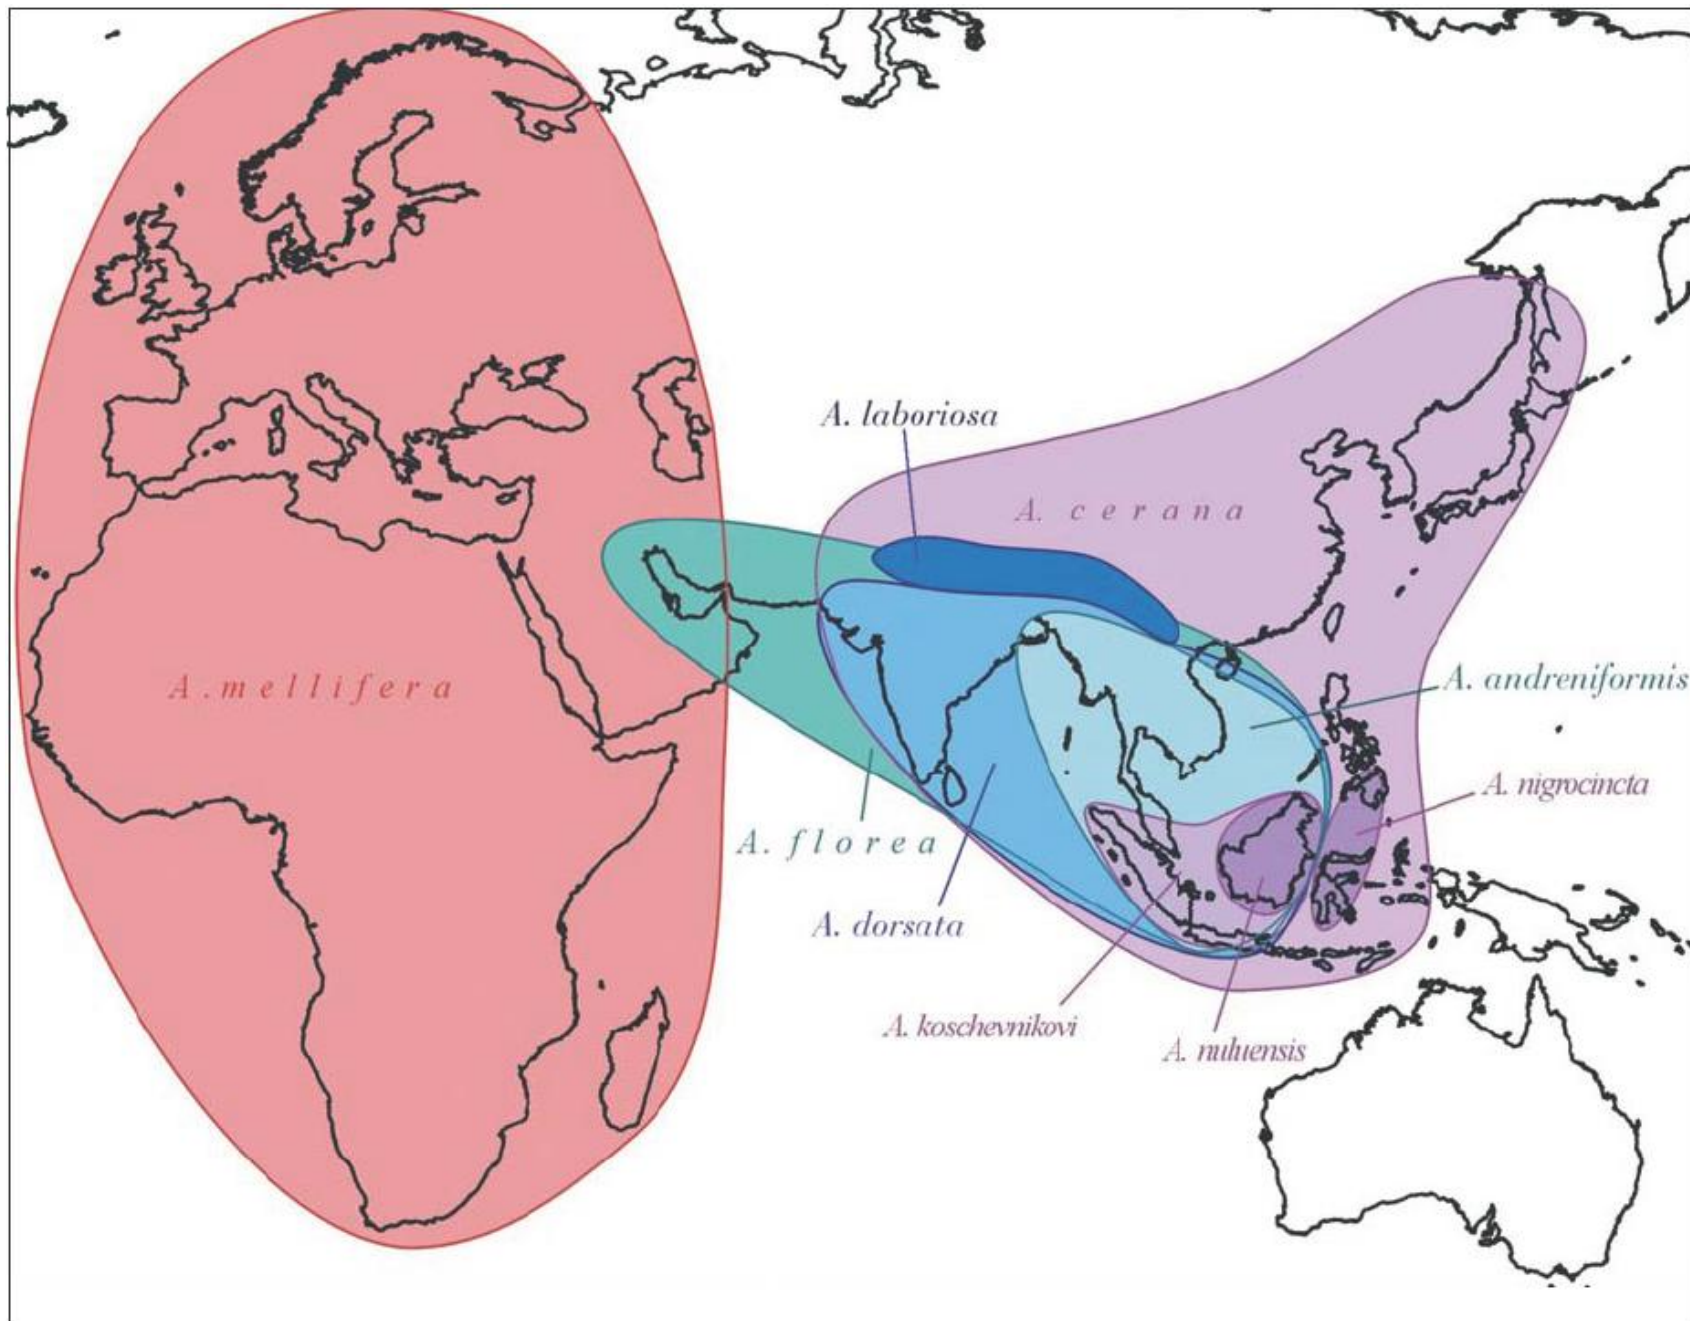 A. laboriosa
A. cerana
A. mellifera
A. andreniformis
A. nigrocincta
A. florea
A. dorsata
A. koschevnikovi
A. nuluensis